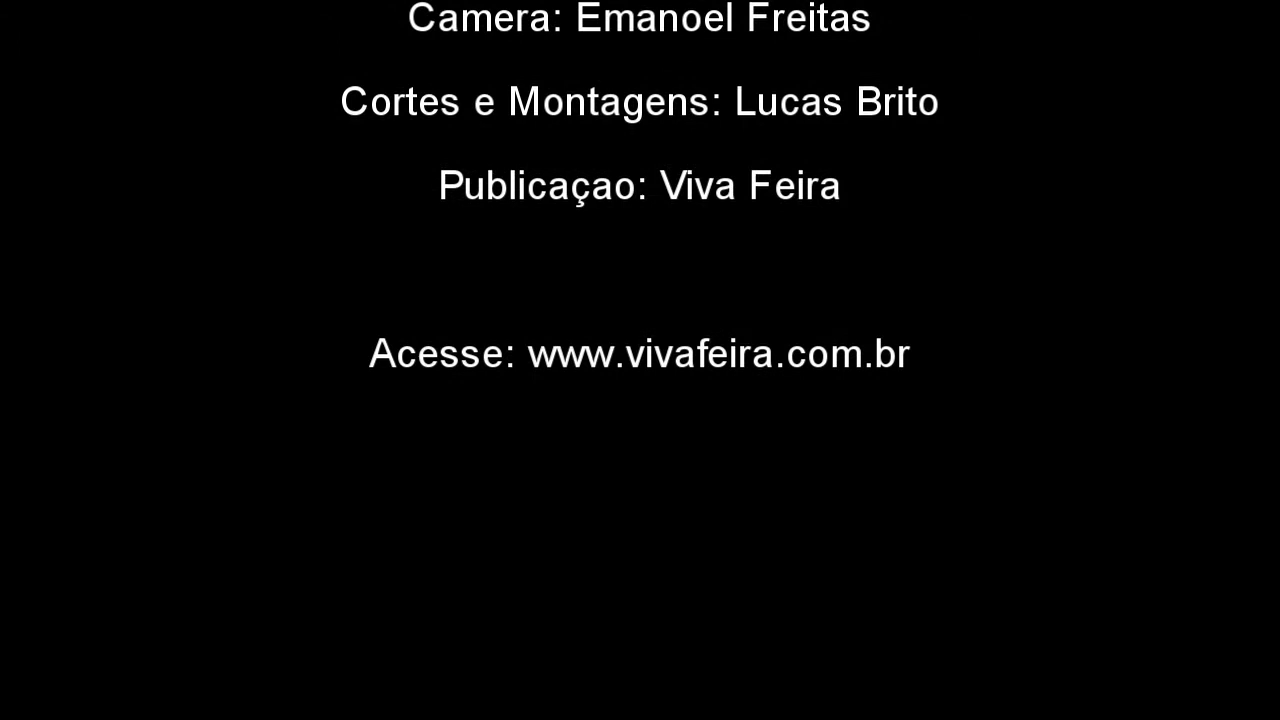 Camera: Emanoel Freitas
Cortes e Montagens: Lucas Brito
Publicaçao: Viva Feira
Acesse: www.vivafeira.com.br